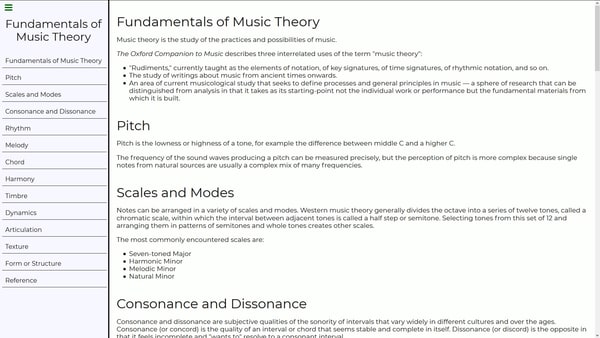 Fundamentals of
Music Theory
Fundamentals of Music Theory
Pitch
Scales and Modes
Consonance and Dissonance
Rhythm
Melody
Chord
Harmony
Timbre
Dynamics
Articulation
Texture
Form or Structure
Reference
Fundamentals of Music Theory
Music theory is the study of the practices and possibilities of music.
The Oxford Companion to Music describes three interrelated uses of the term "music theory":
"Rudiments," currently taught as the elements of notation, of key signatures, of time signatures, of rhythmic notation, and so on.
The study of writings about music from ancient times onwards.
An area of current musicological study that seeks to define processes and general principles in music — a sphere of research that can be
distinguished from analysis in that it takes as its starting-point not the individual work or performance but the fundamental materials from
which it is built.
Pitch
Pitch is the lowness or highness of a tone, for example the difference between middle C and a higher C.
The frequency of the sound waves producing a pitch can be measured precisely, but the perception of pitch is more complex because single
notes from natural sources are usually a complex mix of many frequencies.
Scales and Modes
Notes can be arranged in a variety of scales and modes. Western music theory generally divides the octave into a series of twelve tones, called a
chromatic scale, within which the interval between adjacent tones is called a half step or semitone. Selecting tones from this set of 12 and
arranging them in patterns of semitones and whole tones creates other scales.
The most commonly encountered scales are:
Seven-toned Major
Harmonic Minor
Melodic Minor
Natural Minor
Consonance and Dissonance
Consonance and dissonance are subjective qualities of the sonority of intervals that vary widely in different cultures and over the ages.
Consonance (or concord) is the quality of an interval or chord that seems stable and complete in itself. Dissonance (or discord) is the opposite in
that it feels incomplete and "wants to" resolve to a consonant interval.